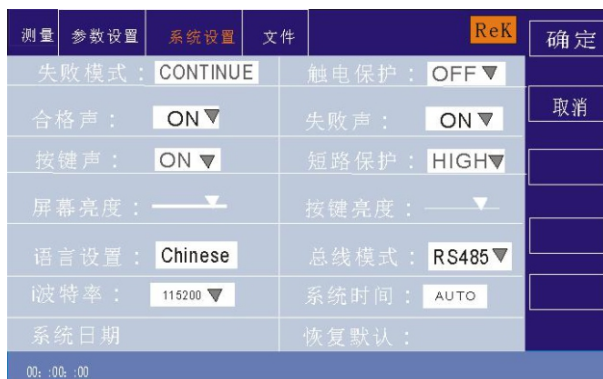 测量 参数设置 系统设置 文件 ReK 确定
失败模式： CONTINUE 触电保护： OFF▼
取消
合格声： ON▼ 失败声： ON▼
按键声： ON ▼ 短路保护： HIGH▼
屏幕亮度： 按键亮度：
语言设置： Chinese 总线模式： RS485▼
波特率： 115200 ▼ 系统时间： AUTO
系统日期 恢复默认：
00: :00: :00